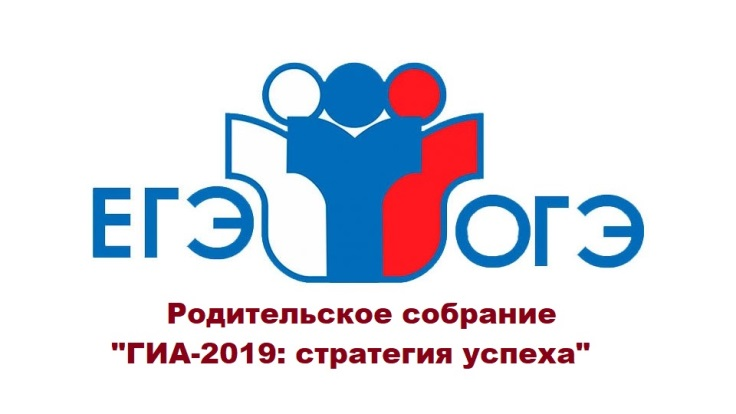 ЕГЭ ОГЭ
Родительское собрание
"ГИА-2019: стратегия успеха"